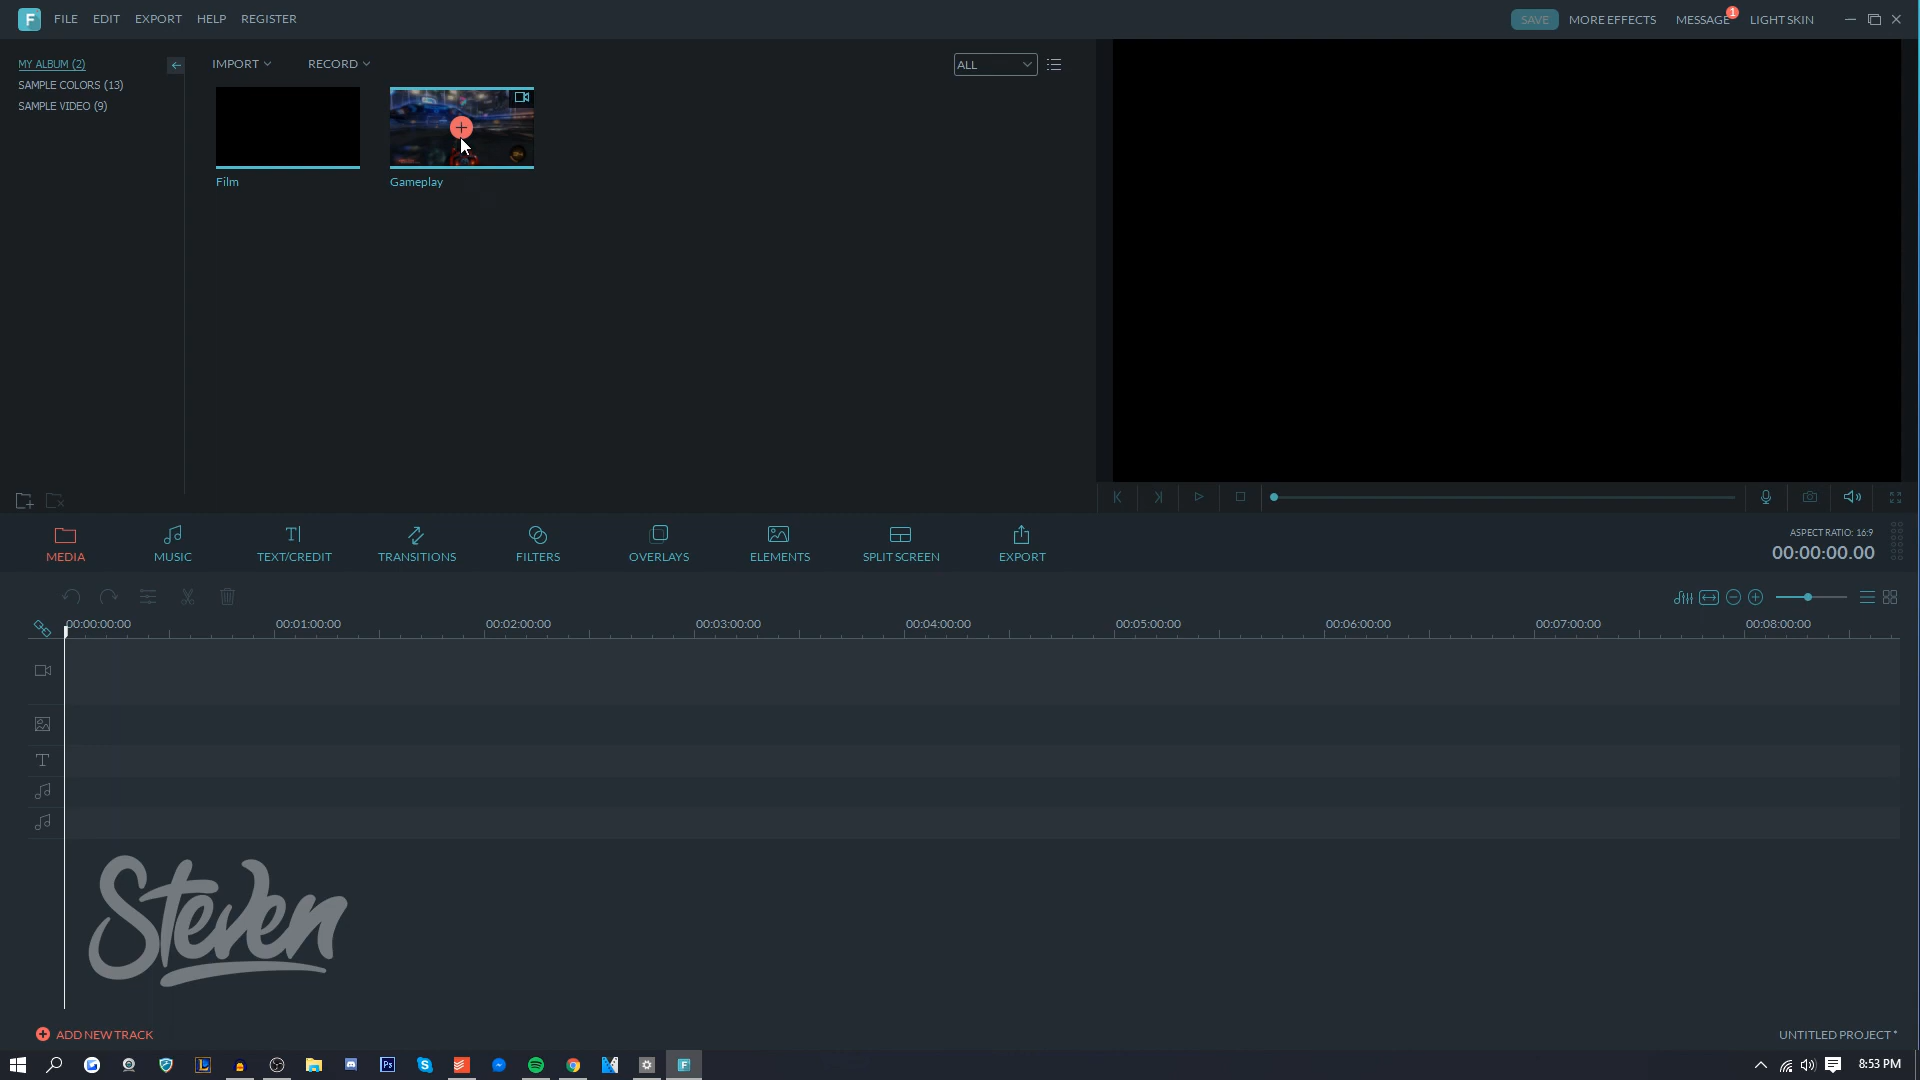 F FILE EDIT EXPORT HELP REGISTER SAVE MORE EFFECTS MESSAGE 1 LIGHT SKIN
MY ALBUM (2)
SAMPLE COLORS (13)
SAMPLE VIDEO (9)
IMPORT RECORD ALL
Film Gameplay
MEDIA MUSIC TEXT/CREDIT TRANSITIONS FILTERS OVERLAYS ELEMENTS SPLIT SCREEN EXPORT
ASPECT RATIO: 16:9
00:00:00.00
00:00:00:00 00:01:00:00 00:02:00:00 00:03:00:00 00:04:00:00 00:05:00:00 00:06:00:00 00:07:00:00 00:08:00:00
Steven
ADD NEW TRACK UNTITLED PROJECT *
8:53 PM